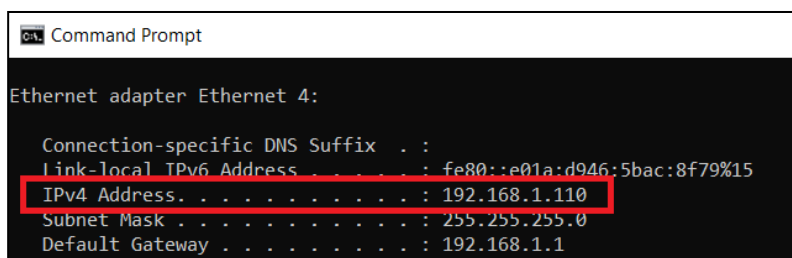 Command Prompt
Ethernet adapter Ethernet 4:
Connection-specific DNS Suffix . :
Link-local IPv6 Address . . . . . : fe80::e01a:d946:5bac:8f79%15
IPv4 Address. . . . . . . . . . . : 192.168.1.110
Subnet Mask . . . . . . . . . . . : 255.255.255.0
Default Gateway . . . . . . . . . : 192.168.1.1